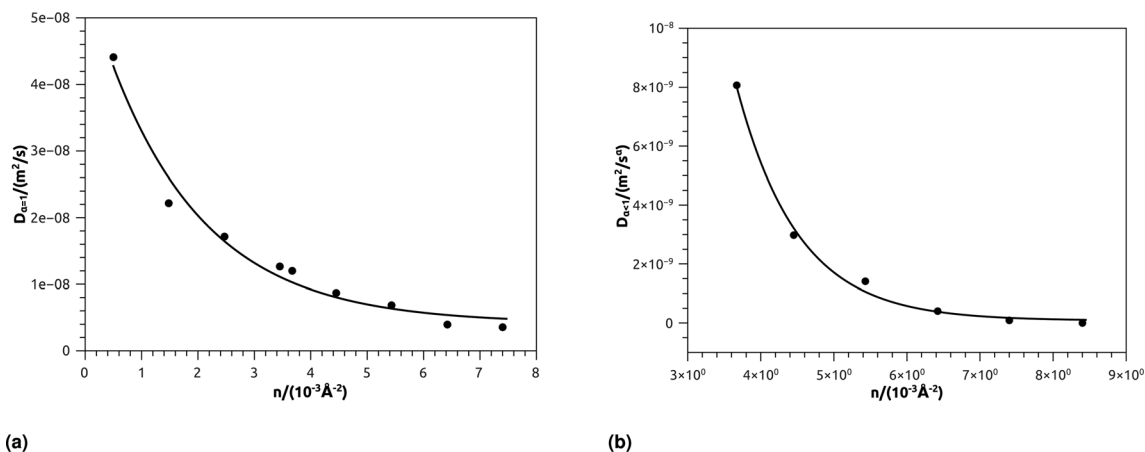 5e−08
4e−08
3e−08
2e−08
1e−08
0
D_{α=1}/(m²/s)
0 1 2 3 4 5 6 7 8
n/(10⁻³Å⁻²)
(a)
10⁻⁸
8×10⁻⁹
6×10⁻⁹
4×10⁻⁹
2×10⁻⁹
0
D_{α<1}/(m²/s^α)
3×10⁰ 4×10⁰ 5×10⁰ 6×10⁰ 7×10⁰ 8×10⁰ 9×10⁰
n/(10⁻³Å⁻²)
(b)